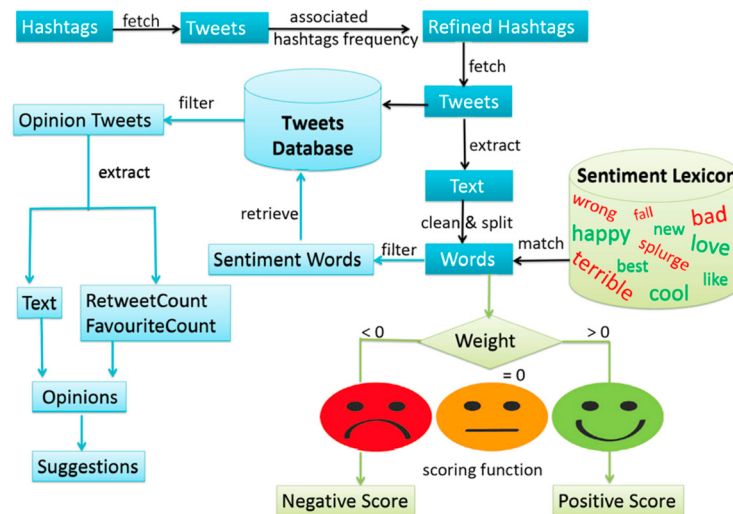 Hashtags
fetch
Tweets
associated
hashtags frequency
Refined Hashtags
fetch
Tweets
Tweets
Database
filter
Opinion Tweets
extract
extract
Text
Sentiment Lexicon
wrong
fall
bad
happy
new
love
splurge
terrible
best
like
cool
retrieve
clean & split
match
Sentiment Words
filter
Words
Text
RetweetCount
FavouriteCount
< 0
Weight
> 0
= 0
Opinions
Suggestions
scoring function
Negative Score
Positive Score